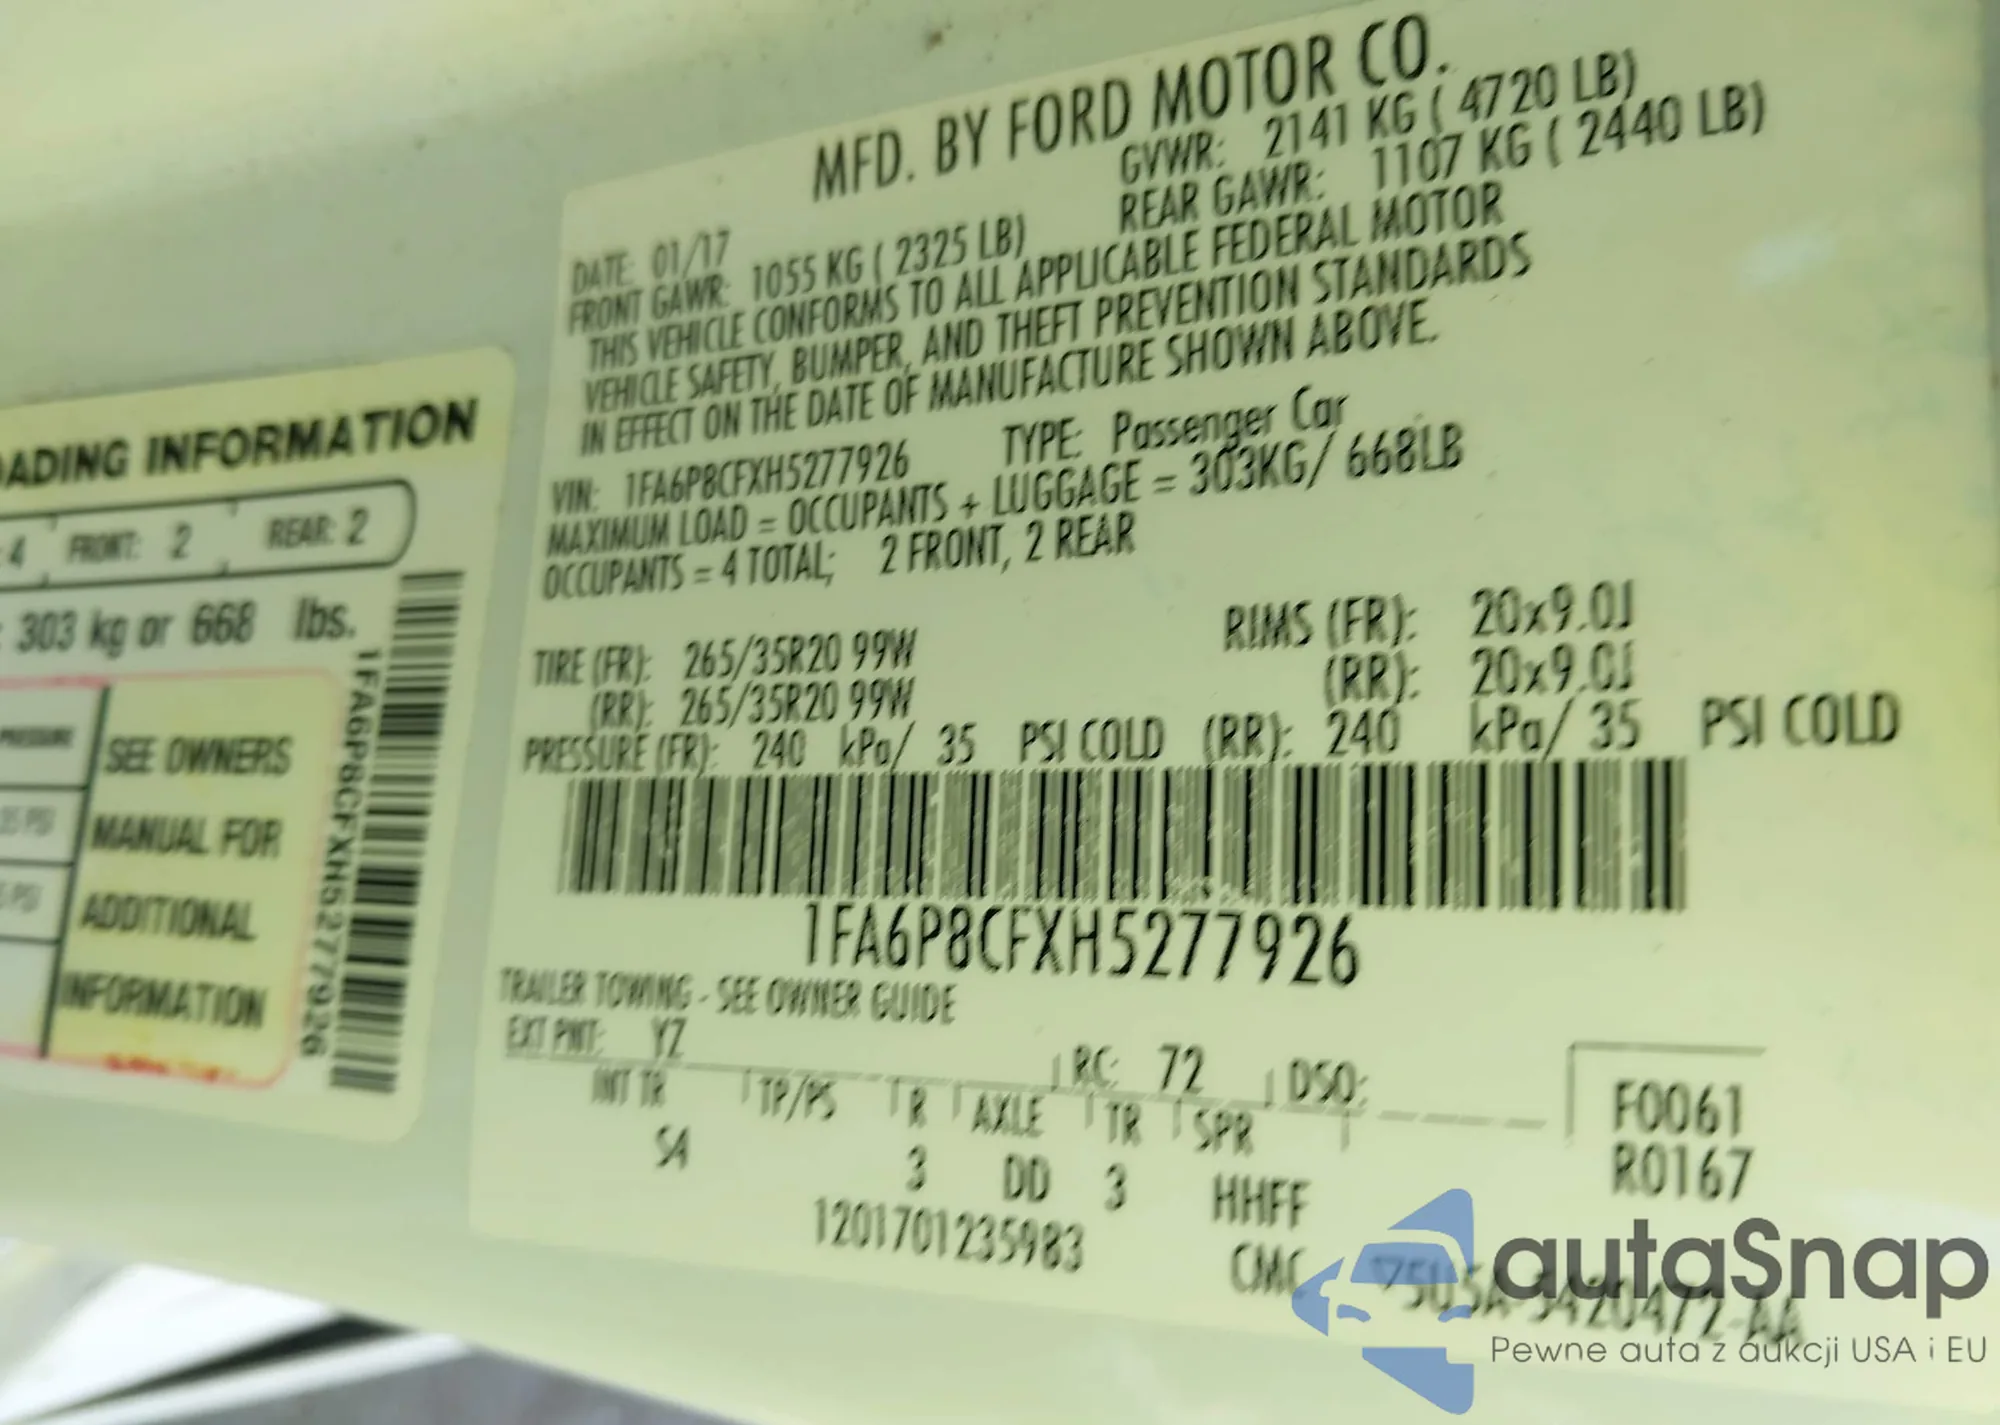 MFD. BY FORD MOTOR CO.
DATE: 01/17
GVWR: 2141 KG ( 4720 LB)
FRONT GAWR: 1055 KG ( 2325 LB)
REAR GAWR: 1107 KG ( 2440 LB)
THIS VEHICLE CONFORMS TO ALL APPLICABLE FEDERAL MOTOR
VEHICLE SAFETY, BUMPER, AND THEFT PREVENTION STANDARDS
IN EFFECT ON THE DATE OF MANUFACTURE SHOWN ABOVE.
VIN: 1FA6P8CFXH5277926 TYPE: Passenger Car
MAXIMUM LOAD = OCCUPANTS + LUGGAGE = 303KG/ 668LB
OCCUPANTS = 4 TOTAL; 2 FRONT, 2 REAR
TIRE (FR): 265/35R20 99W RIMS (FR): 20x9.0J
(RR): 265/35R20 99W (RR): 20x9.0J
PRESSURE (FR): 240 kPa/ 35 PSI COLD (RR): 240 kPa/ 35 PSI COLD
1FA6P8CFXH5277926
TRAILER TOWING - SEE OWNER GUIDE
EXT PNT: YZ RC: 72 DSO:
INT TR TP/PS R AXLE TR SPR
S4 3 DD 3 HHFF
F0061
R0167
1201701235983
CMC
ADING INFORMATION
: 4 FRONT: 2 REAR: 2
: 303 kg or 668 lbs.
PRESSURE
35 PSI
5 PSI
SEE OWNERS
MANUAL FOR
ADDITIONAL
INFORMATION
1FA6P8CFXH5277926
autaSnap
Pewne auta z aukcji USA i EU